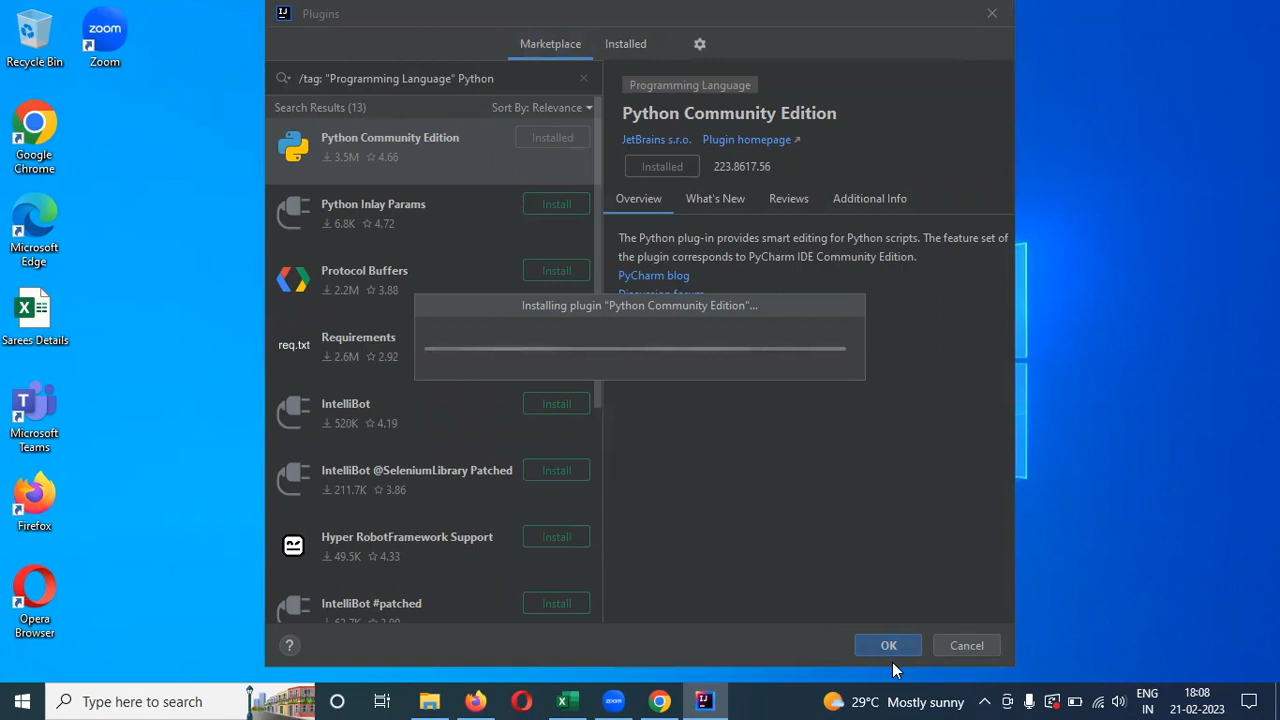 Recycle Bin
zoom
Zoom
Google
Chrome
Microsoft
Edge
Sarees Details
Microsoft
Teams
Firefox
Opera
Browser
Plugins
Marketplace
Installed
/tag: "Programming Language" Python
Search Results (13)
Sort By: Relevance
Python Community Edition
Installed
3.5M 4.66
Python Inlay Params
Install
6.8K 4.72
Protocol Buffers
Install
2.2M 3.88
req.txt
Requirements
2.6M 2.92
IntelliBot
Install
520K 4.19
IntelliBot @SeleniumLibrary Patched
Install
211.7K 3.86
Hyper RobotFramework Support
Install
49.5K 4.33
IntelliBot #patched
Install
Programming Language
Python Community Edition
JetBrains s.r.o. Plugin homepage
Installed
223.8617.56
Overview
What's New
Reviews
Additional Info
The Python plug-in provides smart editing for Python scripts. The feature set of
the plugin corresponds to PyCharm IDE Community Edition.
PyCharm blog
Discussion forum
Installing plugin "Python Community Edition"...
?
OK
Cancel
Type here to search
29°C Mostly sunny
ENG
IN
18:08
21-02-2023